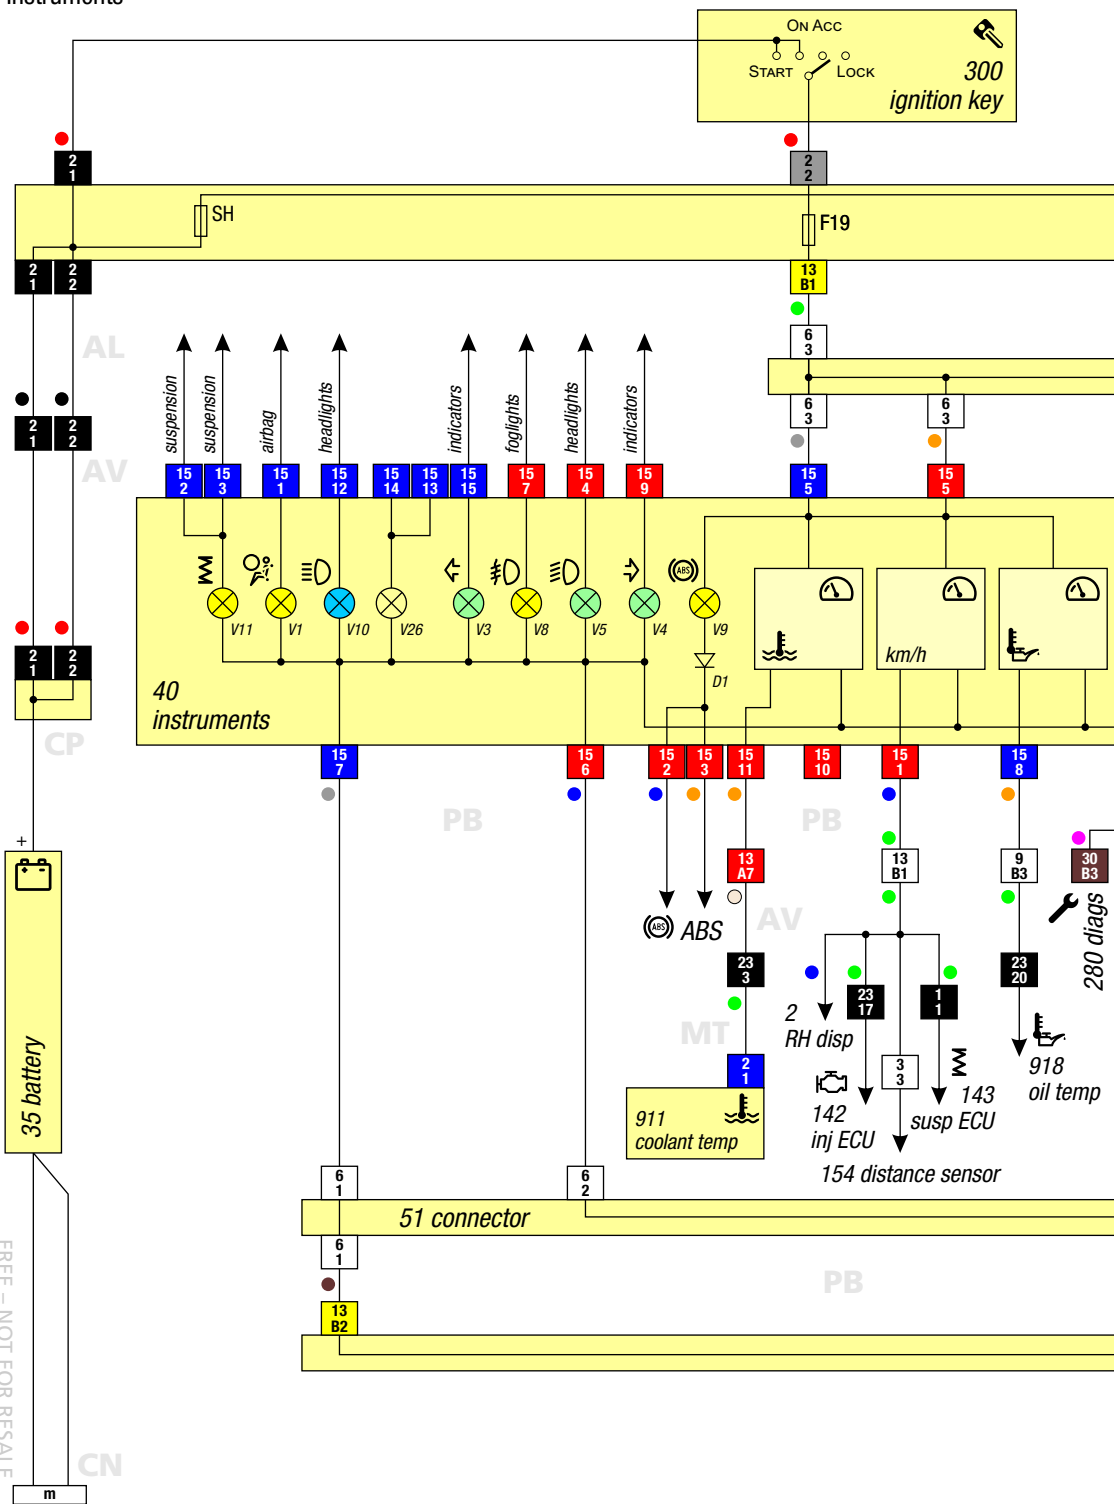 instruments
ON ACC
START
LOCK
300
ignition key
2
1
2
2
SH
F19
2
1
2
2
13
B1
6
3
AL
suspension
suspension
airbag
headlights
indicators
foglights
headlights
indicators
2
1
2
2
6
3
6
3
AV
15
2
15
3
15
1
15
12
15
14
15
13
15
15
15
7
15
4
15
9
15
5
15
5
ABS
V11
V1
V10
V26
V3
V8
V5
V4
V9
km/h
D1
2
1
2
2
40
instruments
CP
15
7
15
6
15
2
15
3
15
11
15
10
15
1
15
8
PB
PB
+
13
A7
13
B1
9
B3
30
B3
ABS
ABS
AV
280 diags
23
3
23
17
1
1
23
20
2
RH disp
MT
2
1
3
3
918
oil temp
142
inj ECU
143
susp ECU
911
coolant temp
154 distance sensor
35 battery
6
1
6
2
51 connector
6
1
PB
13
B2
FREE – NOT FOR RESALE
CN
m